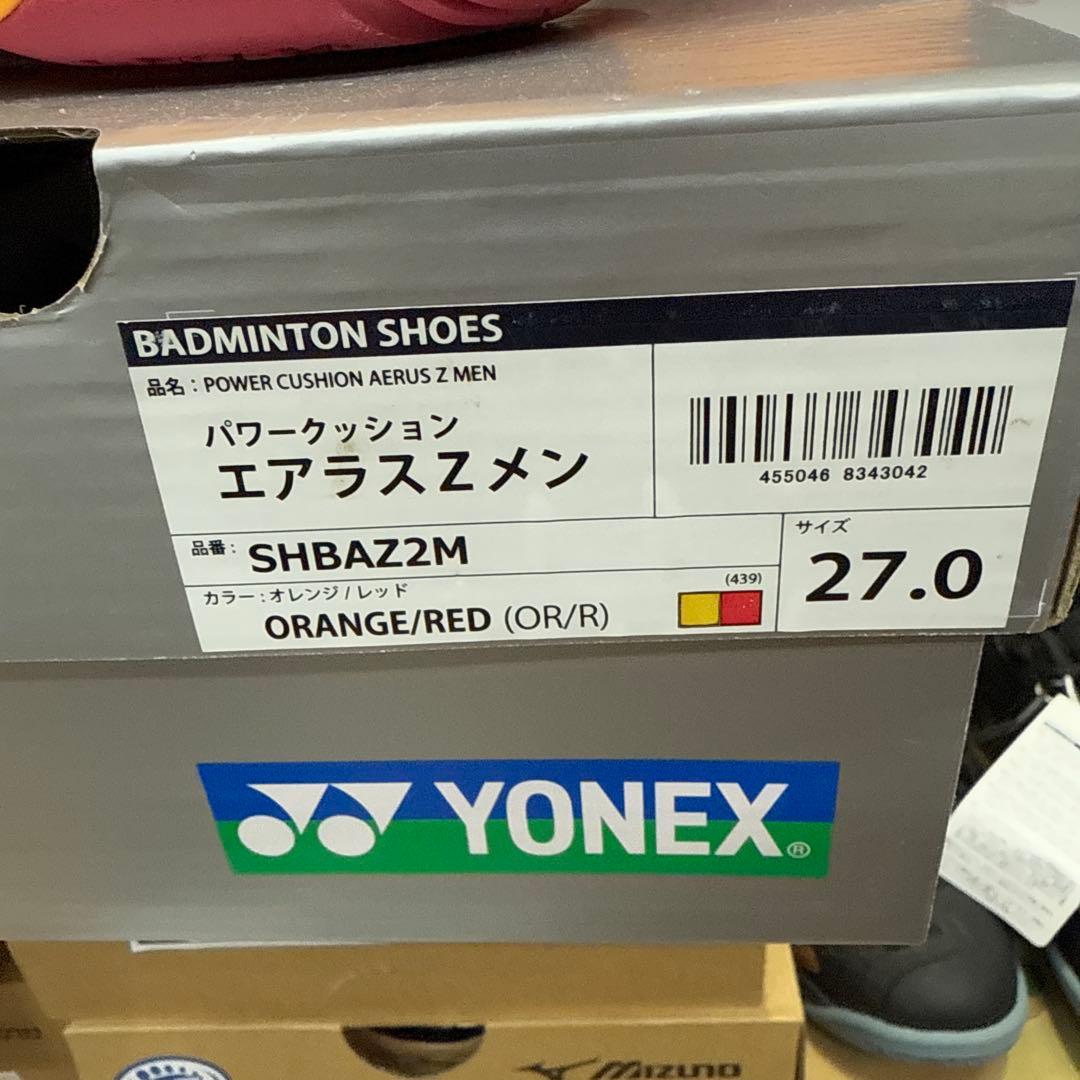 BADMINTON SHOES
品名：POWER CUSHION AERUS Z MEN
パワークッション
エアラスZメン
455046 8343042
品番：SHBAZ2M
サイズ
27.0
カラー：オレンジ/レッド
(439)
ORANGE/RED (OR/R)
YONEX®
MIZUNO